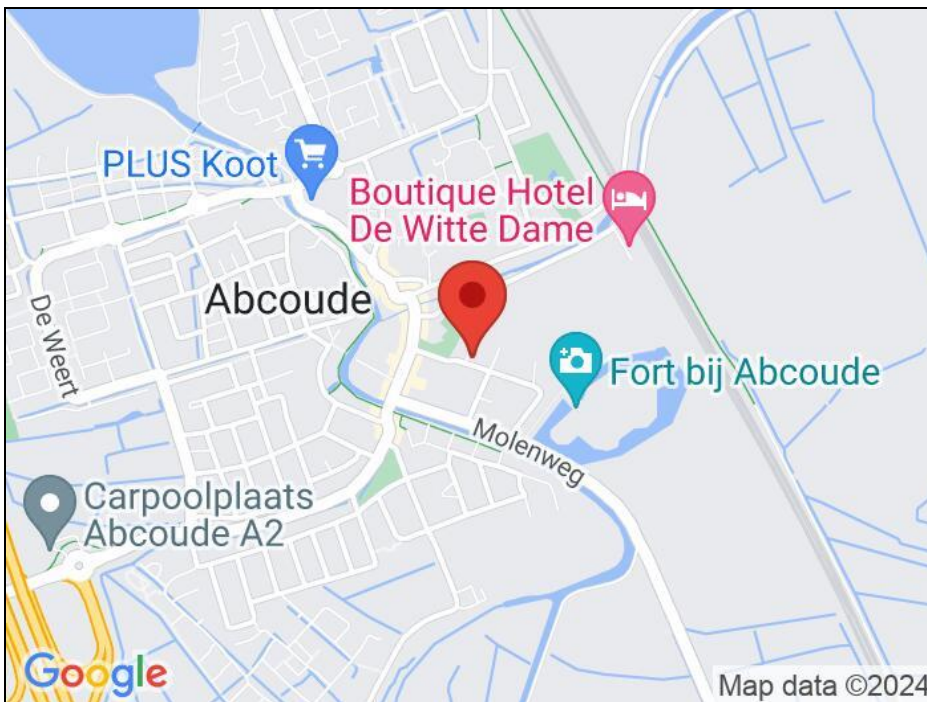 PLUS Koot
Boutique Hotel
De Witte Dame
Abcoude
De Weert
Fort bij Abcoude
Molenweg
Carpoolplaats
Abcoude A2
Google
Map data ©2024